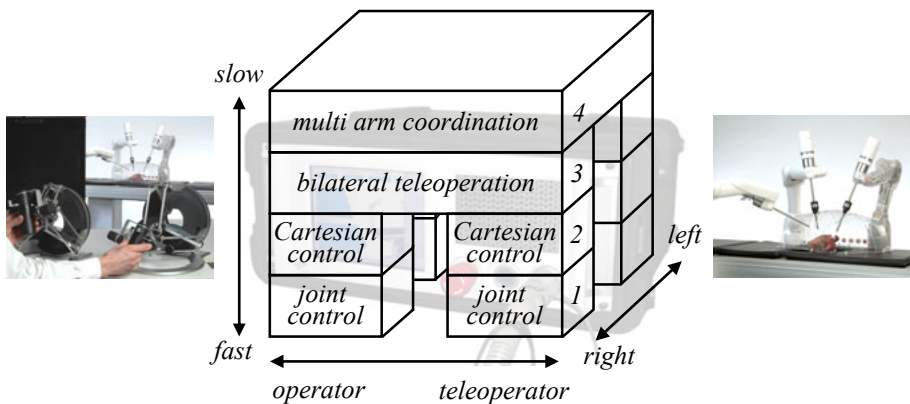 slow
multi arm coordination
4
bilateral teleoperation
3
Cartesian
control
Cartesian
control
2
left
joint
control
joint
control
1
fast
right
operator
teleoperator